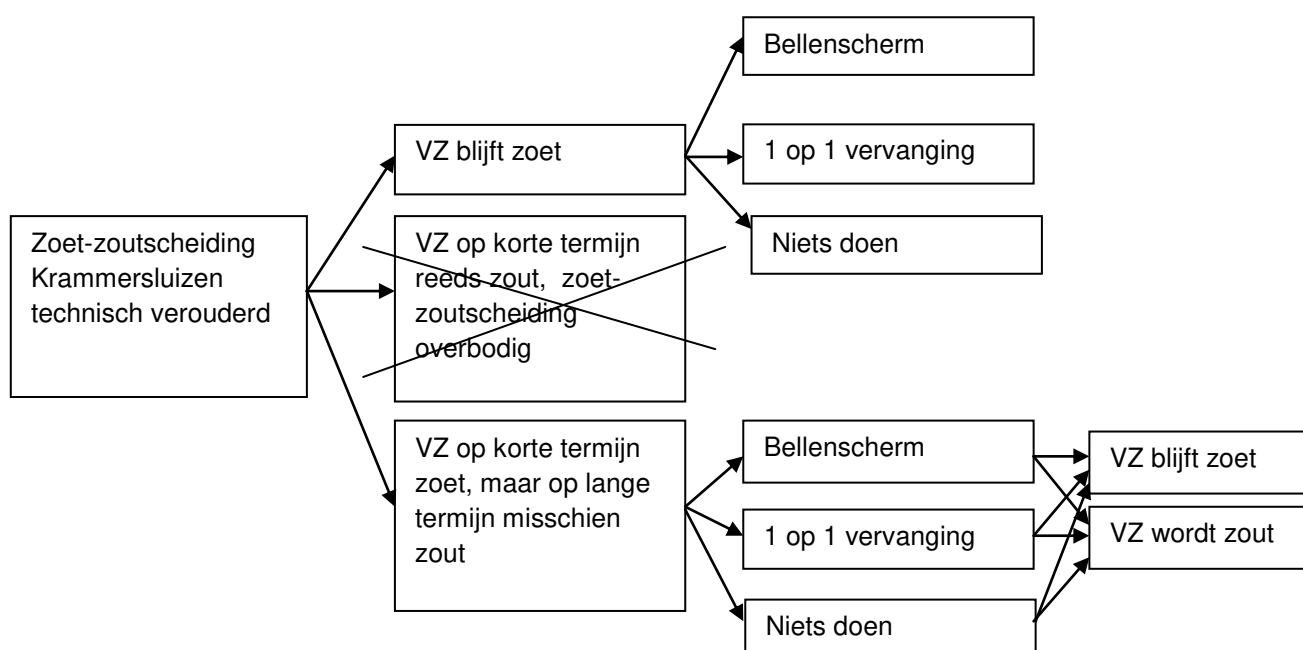 Zoet-zoutscheiding
Krammersluizen
technisch verouderd
VZ blijft zoet
VZ op korte termijn
reeds zout, zoet-
zoutscheiding
overbodig
VZ op korte termijn
zoet, maar op lange
termijn misschien
zout
Bellenscherm
1 op 1 vervanging
Niets doen
Bellenscherm
1 op 1 vervanging
Niets doen
VZ blijft zoet
VZ wordt zout